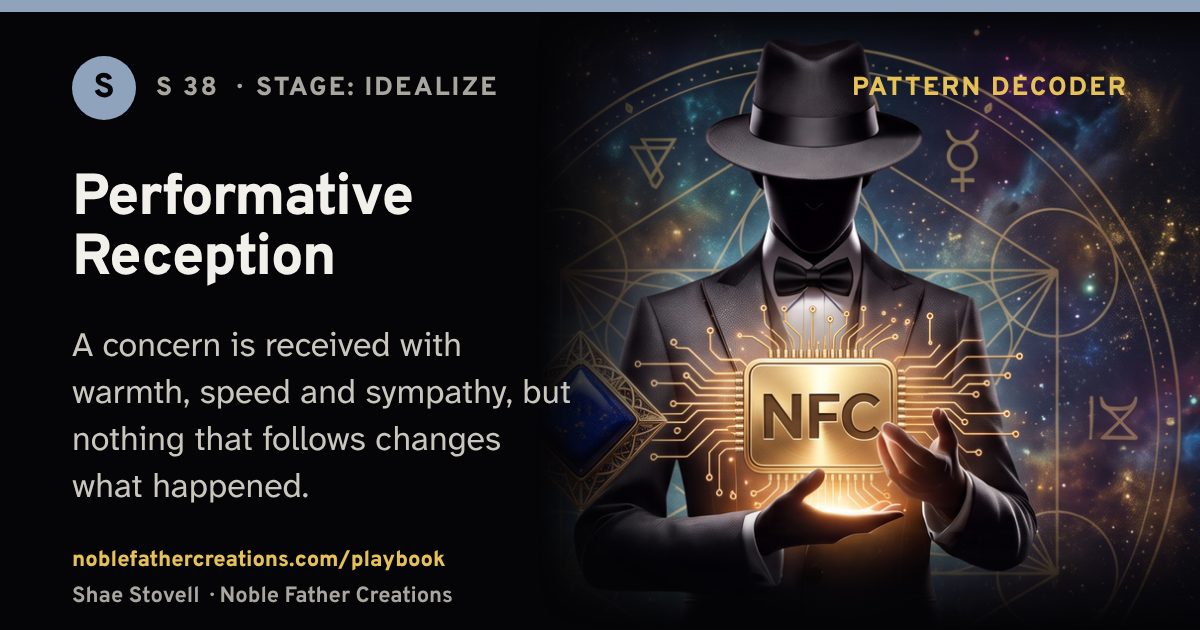 S
S 38 · STAGE: IDEALIZE
PATTERN DECODER
Performative
Reception
A concern is received with
warmth, speed and sympathy, but
nothing that follows changes
what happened.
NFC
noblefathercreations.com/playbook
Shae Stovell · Noble Father Creations